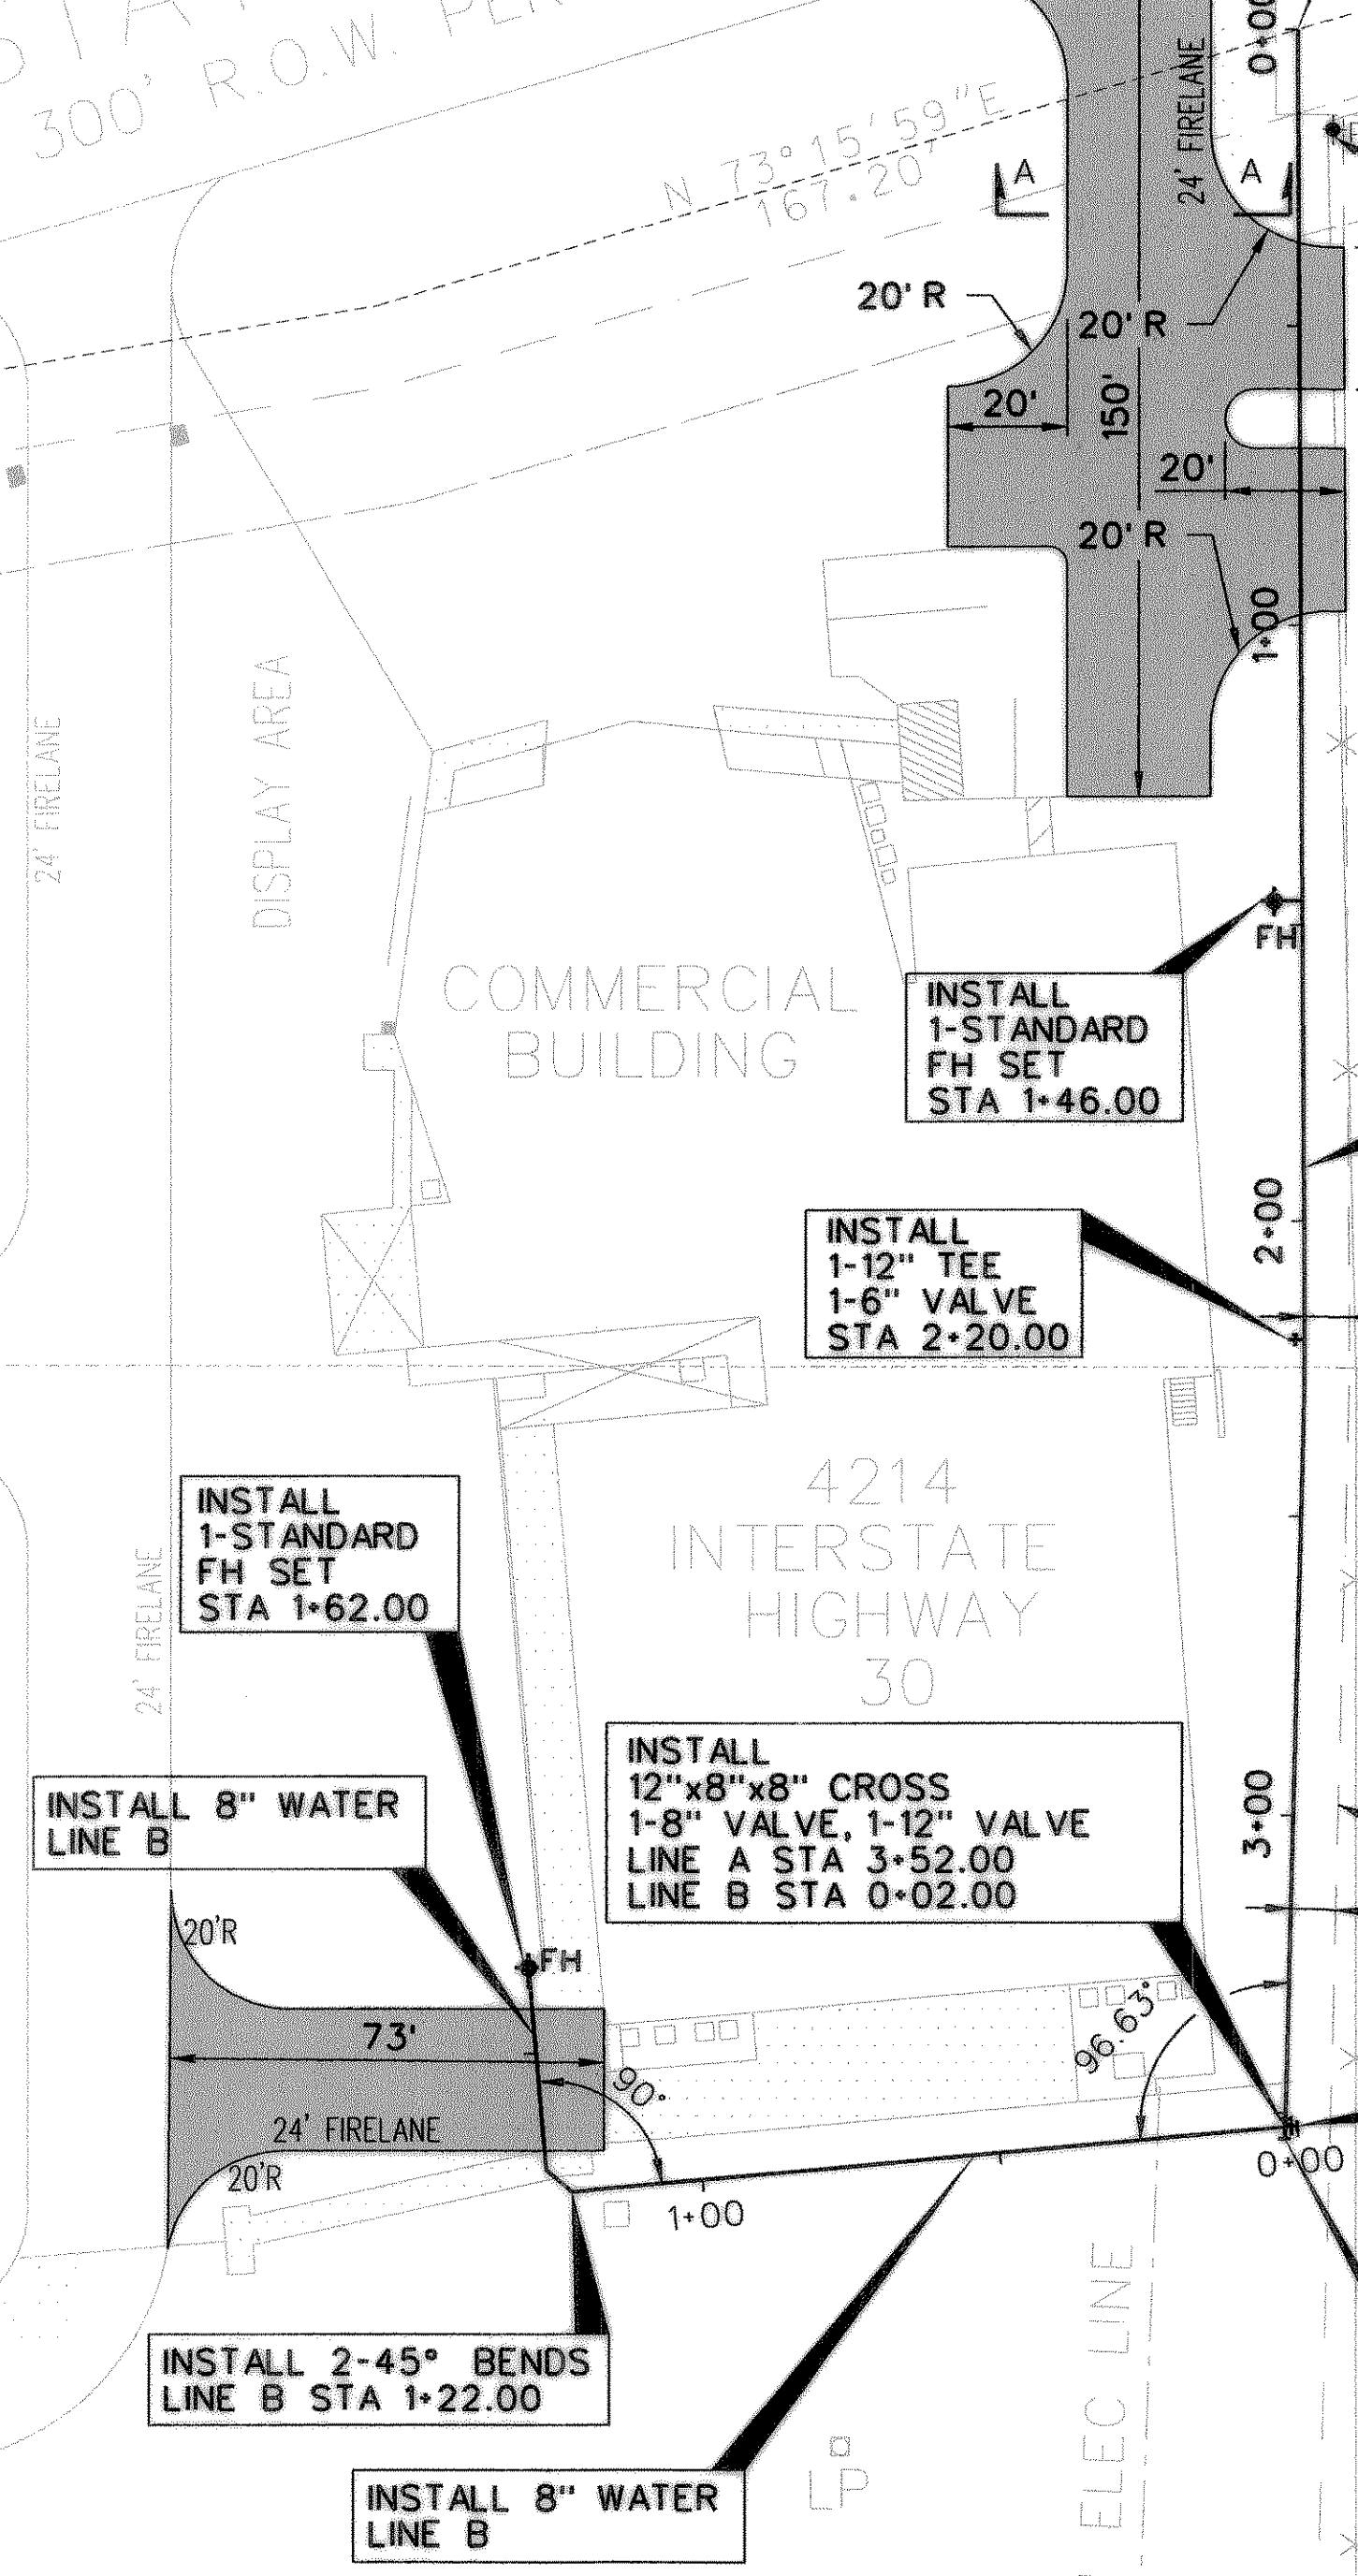 300' R.O.W.
N 73°15'59"E
167.20'
24' FIRELANE
0+00
A
A
20' R
20' R
20'
150'
20'
20' R
1+00
24' FIRELANE
DISPLAY AREA
COMMERCIAL
BUILDING
FH
INSTALL
1-STANDARD
FH SET
STA 1+46.00
2+00
INSTALL
1-12" TEE
1-6" VALVE
STA 2+20.00
4214
INTERSTATE
HIGHWAY
30
INSTALL
1-STANDARD
FH SET
STA 1+62.00
24' FIRELANE
INSTALL
12"x8"x8" CROSS
1-8" VALVE, 1-12" VALVE
LINE A STA 3+52.00
LINE B STA 0+02.00
3+00
INSTALL 8" WATER
LINE B
20'R
FH
73'
90°
96.63°
24' FIRELANE
20'R
1+00
0+00
INSTALL 2-45° BENDS
LINE B STA 1+22.00
ELEC LINE
LP
INSTALL 8" WATER
LINE B